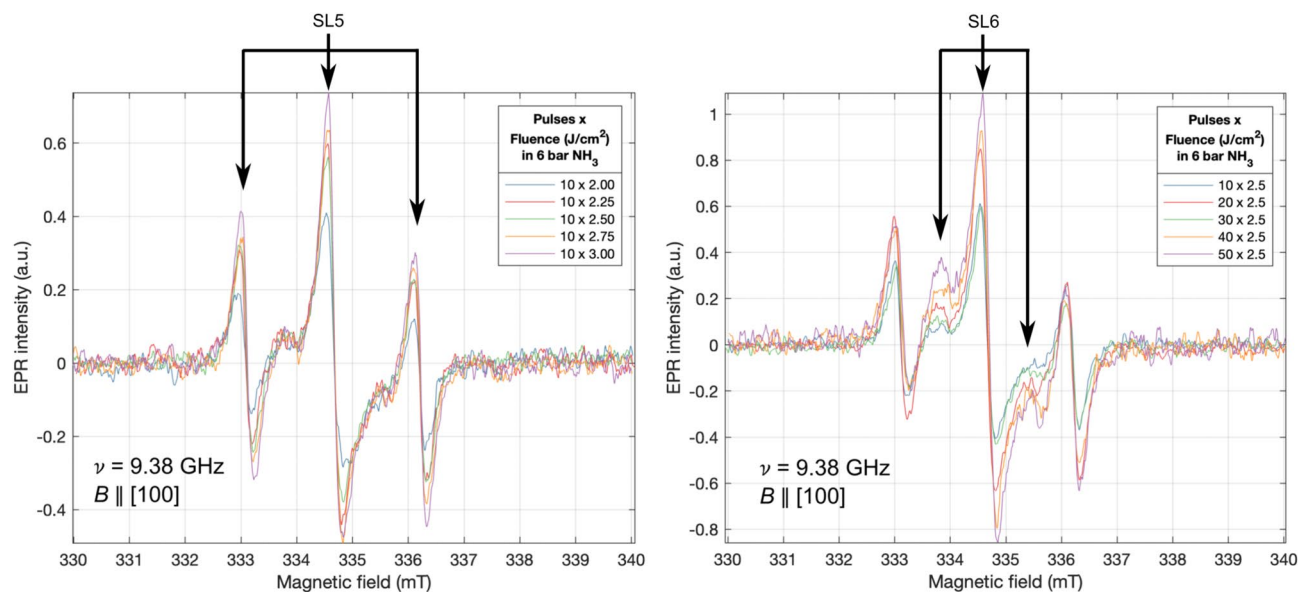 SL5
EPR intensity (a.u.)
0.6
0.4
0.2
0
-0.2
-0.4
Pulses x
Fluence (J/cm²)
in 6 bar NH₃
10 x 2.00
10 x 2.25
10 x 2.50
10 x 2.75
10 x 3.00
ν = 9.38 GHz
B ∥ [100]
330 331 332 333 334 335 336 337 338 339 340
Magnetic field (mT)
SL6
EPR intensity (a.u.)
1
0.8
0.6
0.4
0.2
0
-0.2
-0.4
-0.6
-0.8
Pulses x
Fluence (J/cm²)
in 6 bar NH₃
10 x 2.5
20 x 2.5
30 x 2.5
40 x 2.5
50 x 2.5
ν = 9.38 GHz
B ∥ [100]
330 331 332 333 334 335 336 337 338 339 340
Magnetic field (mT)